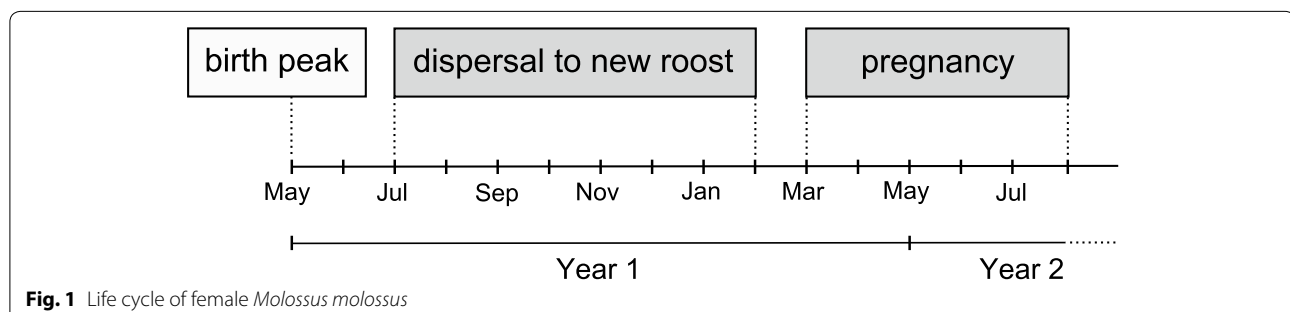 birth peak dispersal to new roost pregnancy
May Jul Sep Nov Jan Mar May Jul
Year 1 Year 2
Fig. 1 Life cycle of female Molossus molossus